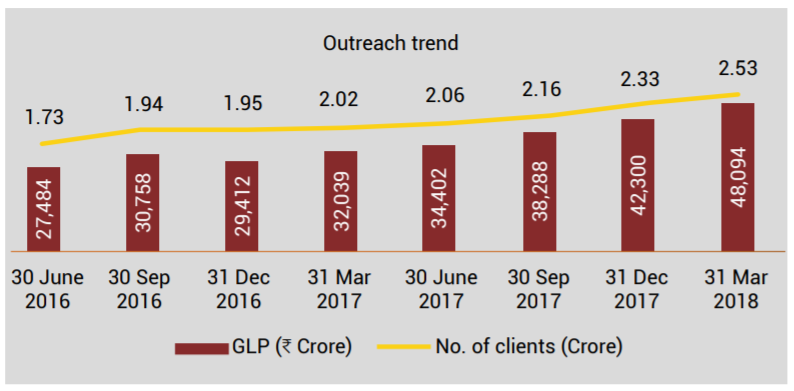 Outreach trend
1.73 1.94 1.95 2.02 2.06 2.16 2.33 2.53
27,484 30,758 29,412 32,039 34,402 38,288 42,300 48,094
30 June 30 Sep 31 Dec 31 Mar 30 June 30 Sep 31 Dec 31 Mar
2016 2016 2016 2017 2017 2017 2017 2018
GLP (₹ Crore) No. of clients (Crore)